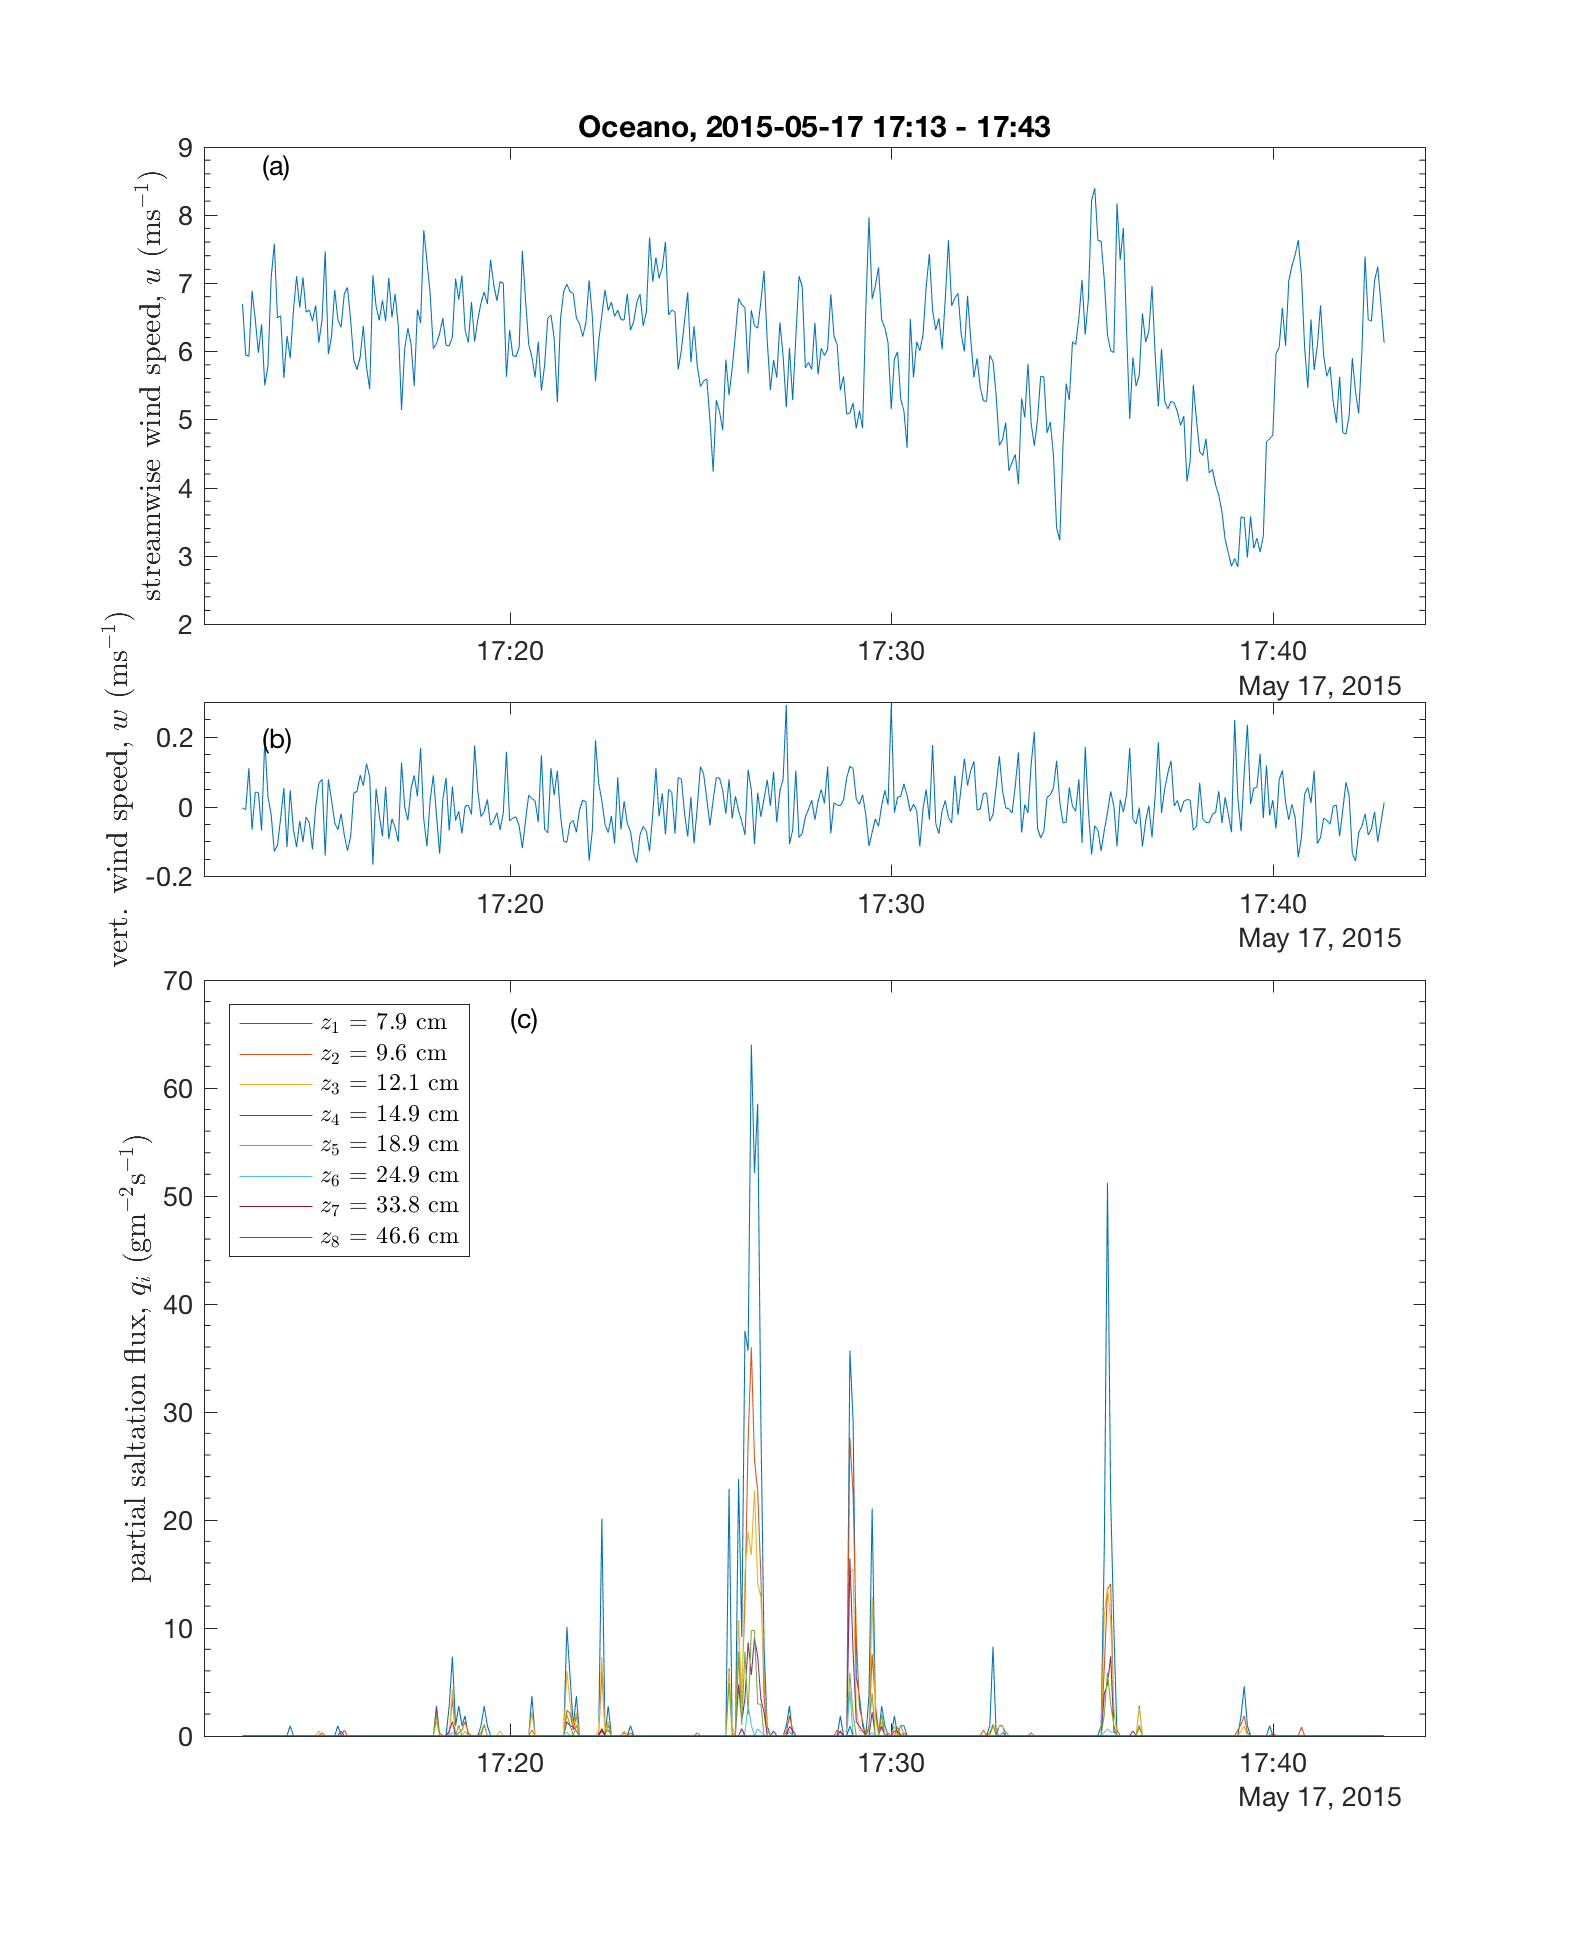 Oceano, 2015-05-17 17:13 - 17:43
(a)
streamwise wind speed, u (ms⁻¹)
9
8
7
6
5
4
3
2
17:20 17:30 17:40
May 17, 2015
(b)
vert. wind speed, w (ms⁻¹)
0.2
0
-0.2
17:20 17:30 17:40
May 17, 2015
(c)
partial saltation flux, qᵢ (gm⁻²s⁻¹)
70
60
50
40
30
20
10
0
z₁ = 7.9 cm
z₂ = 9.6 cm
z₃ = 12.1 cm
z₄ = 14.9 cm
z₅ = 18.9 cm
z₆ = 24.9 cm
z₇ = 33.8 cm
z₈ = 46.6 cm
17:20 17:30 17:40
May 17, 2015